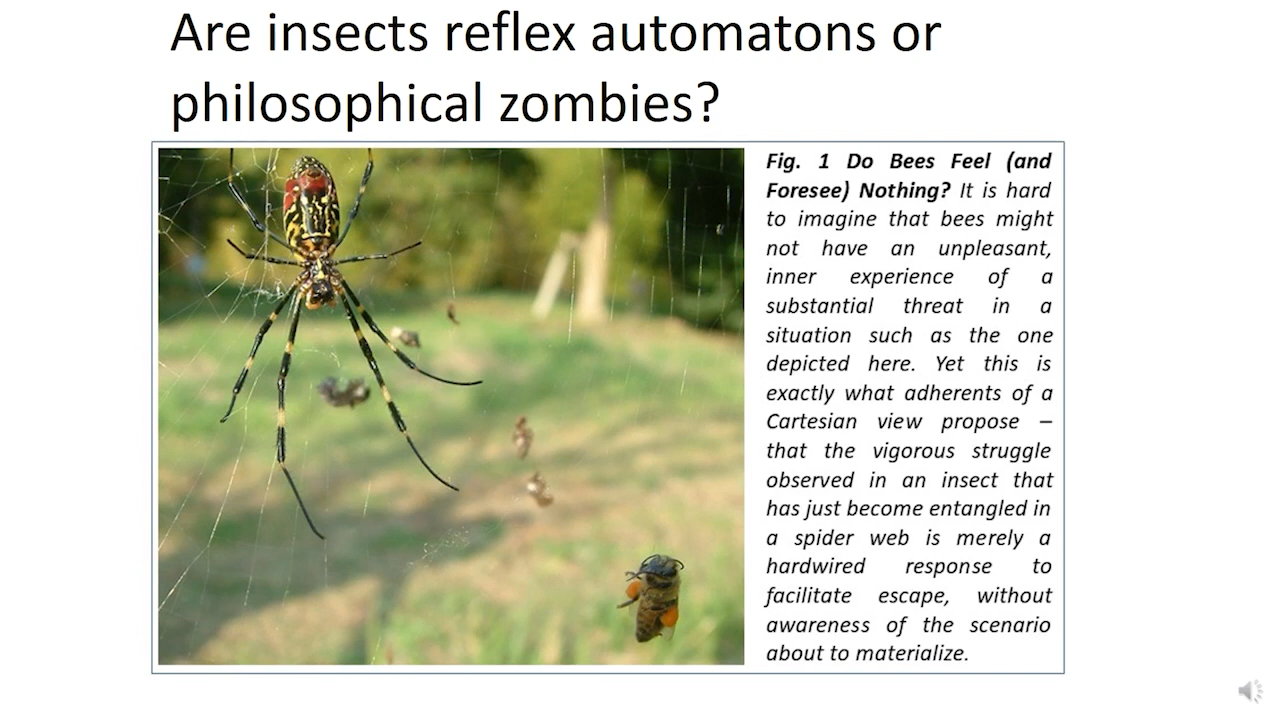 Are insects reflex automatons or
philosophical zombies?
Fig. 1 Do Bees Feel (and
Foresee) Nothing? It is hard
to imagine that bees might
not have an unpleasant,
inner experience of a
substantial threat in a
situation such as the one
depicted here. Yet this is
exactly what adherents of a
Cartesian view propose –
that the vigorous struggle
observed in an insect that
has just become entangled in
a spider web is merely a
hardwired response to
facilitate escape, without
awareness of the scenario
about to materialize.